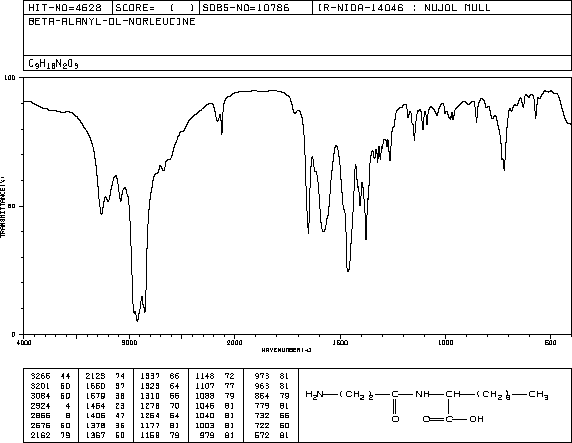 HIT-NO=4628 SCORE= ( ) SDBS-NO=10786 IR-NIDA-14046 : NUJOL MULL
BETA-ALANYL-DL-NORLEUCINE
C9H18N2O3
100
50
0
TRANSMITTANCE(%)
4000 3000 2000 1500 1000 500
WAVENUMBER(-1)
3266 44 2129 74 1937 66 1148 72 973 81
3201 60 1660 37 1929 64 1107 77 963 81
3084 60 1679 38 1310 66 1088 79 864 79
2924 4 1464 23 1278 70 1046 81 779 81
2866 8 1406 47 1264 64 1040 81 732 66
2676 60 1378 36 1177 81 1003 81 722 60
2162 79 1367 60 1168 79 979 81 572 81
H2N (CH2)2 C NH CH (CH2)3 CH3
O C OH
O